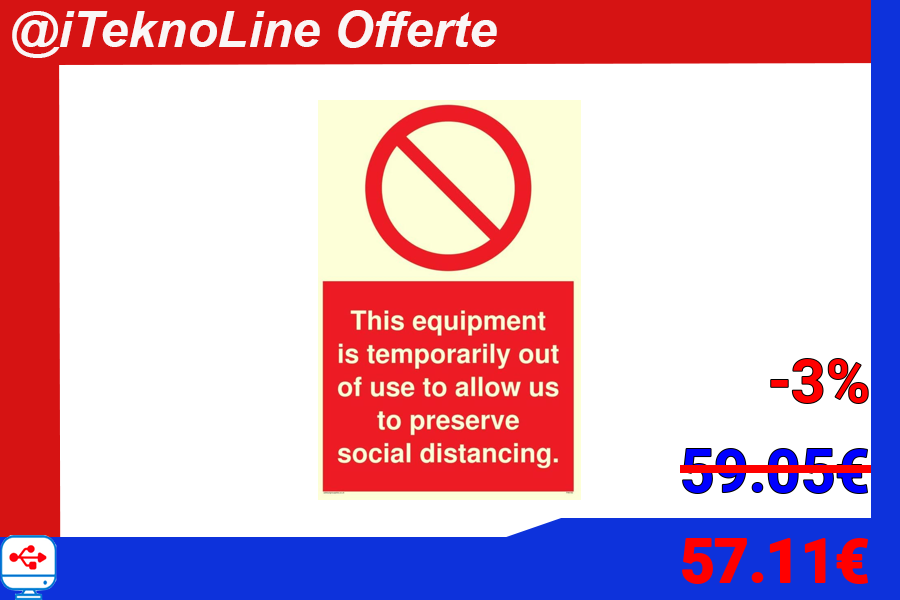 @iTeknoLine Offerte
This equipment
is temporarily out
of use to allow us
to preserve
social distancing.
-3%
59.05€
57.11€